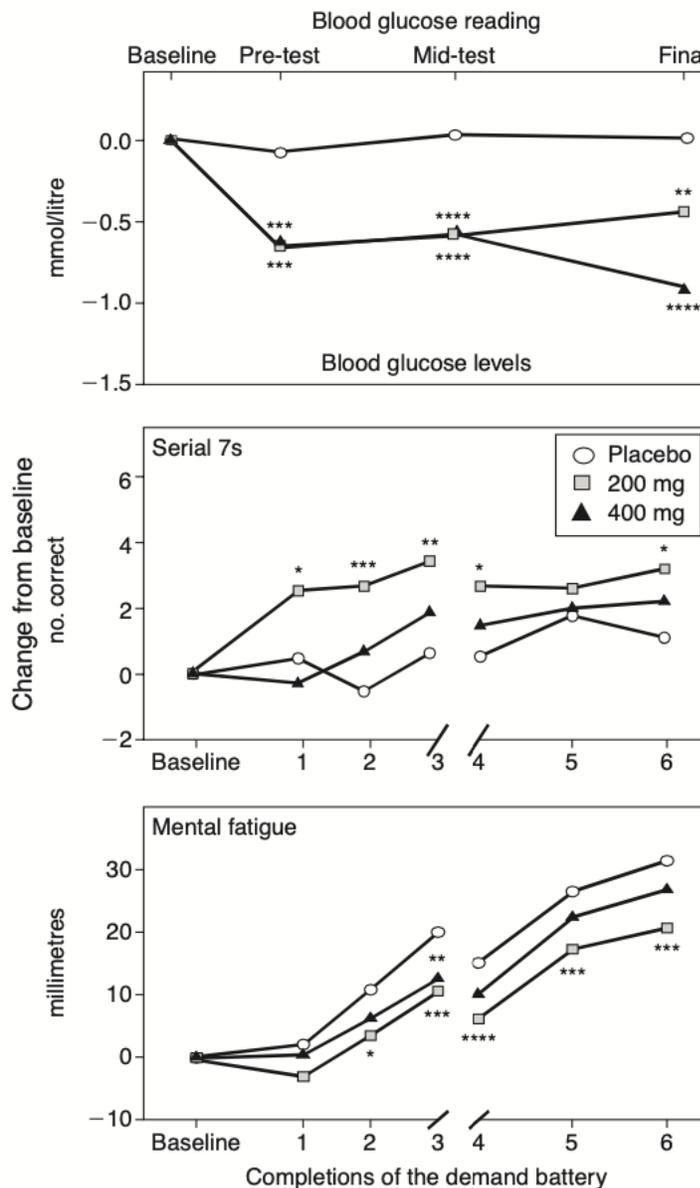 Blood glucose reading
Baseline Pre-test Mid-test Fina
0.0
**
*** ****
−0.5
*** ****
−1.0
****
−1.5
mmol/litre
Blood glucose levels
Serial 7s
Placebo
200 mg
400 mg
6
4
2
0
−2
* *** ** * *
Change from baseline
no. correct
Baseline 1 2 3 4 5 6
Mental fatigue
30
20
10
0
−10
millimetres
**
*** *** ***
* ****
Baseline 1 2 3 4 5 6
Completions of the demand battery